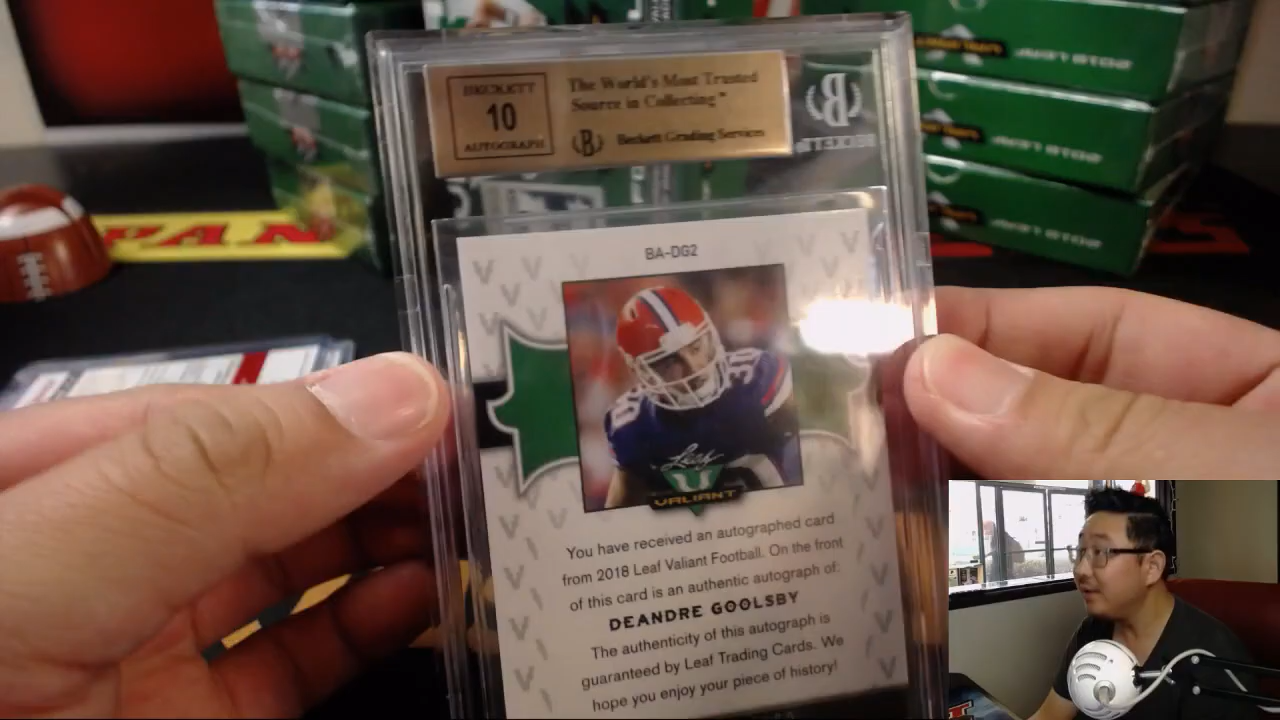 BECKETT
10
AUTOGRAPH
The World's Most Trusted
Source in Collecting™
B Beckett Grading Services
B
BECKETT
BA-DG2
30
Leaf
VALIANT
You have received an autographed card
from 2018 Leaf Valiant Football. On the front
of this card is an authentic autograph of:
DEANDRE GOOLSBY
The authenticity of this autograph is
guaranteed by Leaf Trading Cards. We
hope you enjoy your piece of history!